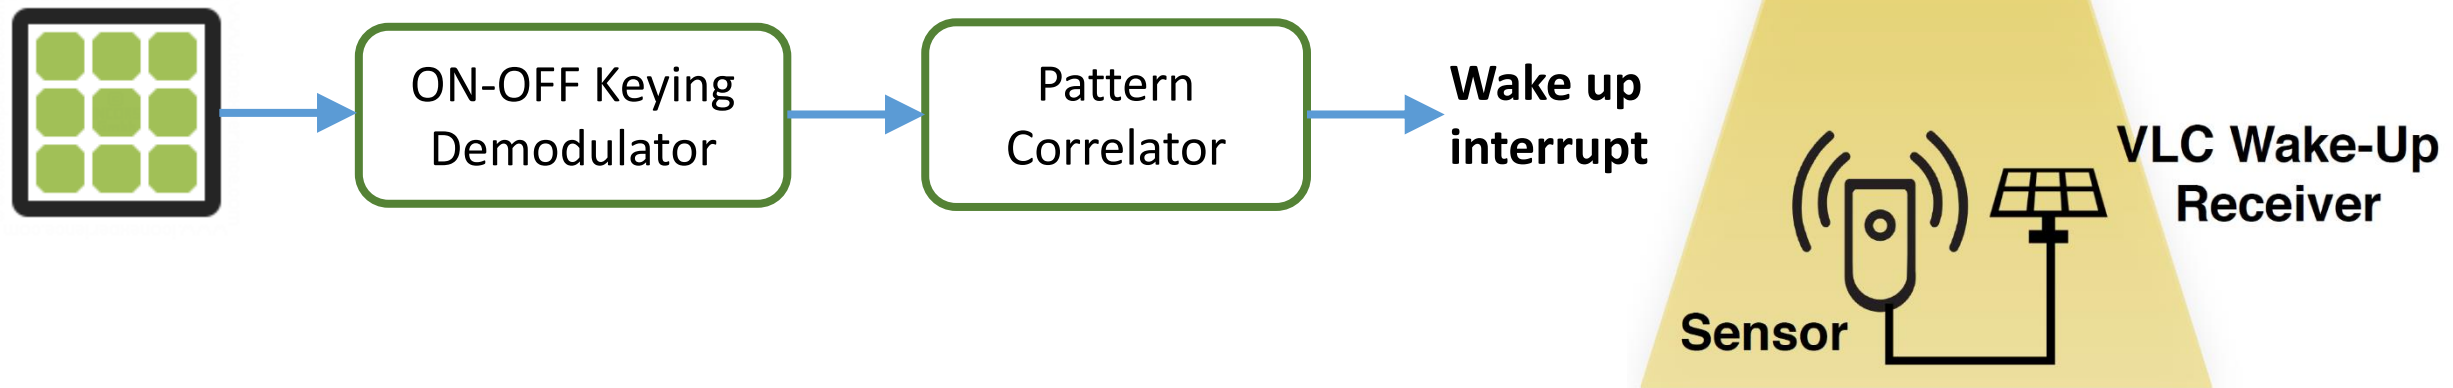 ON-OFF Keying
Demodulator
Pattern
Correlator
Wake up
interrupt
VLC Wake-Up
Receiver
Sensor